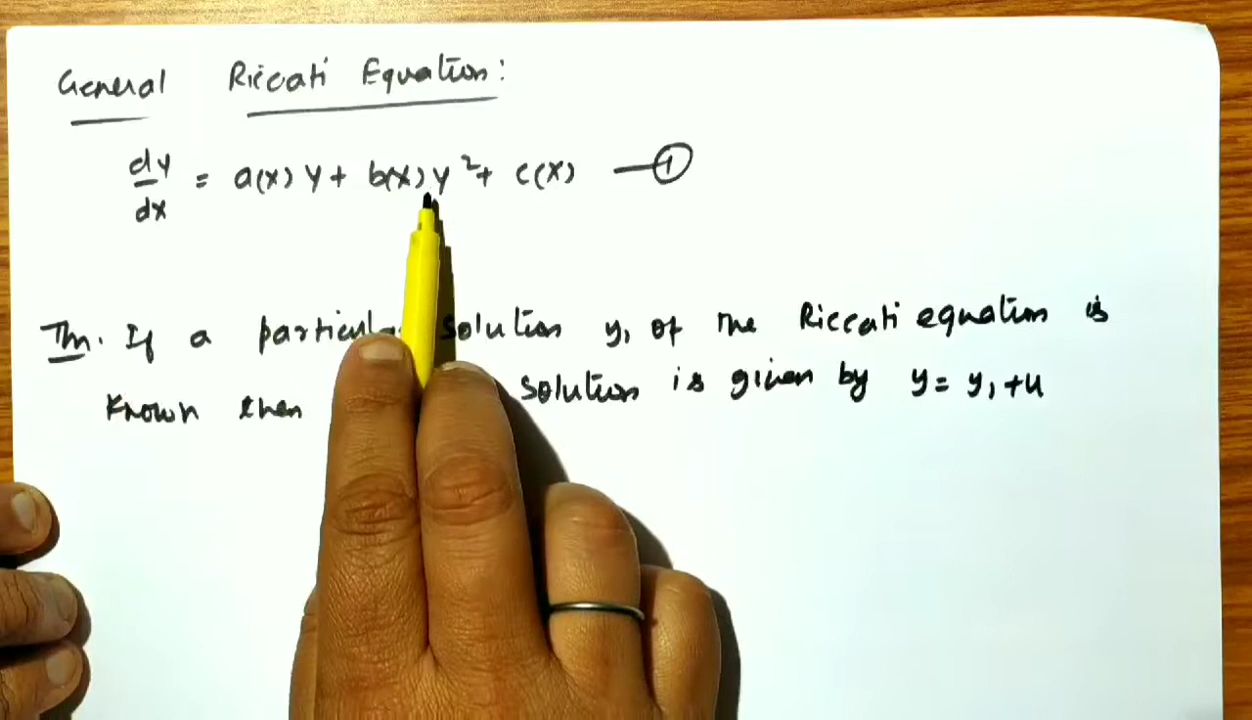 General Riccati Equation:
dy/dx = a(x) y + b(x) y² + c(x) —①
Thm. If a solution y₁ of the Riccati equation is
known then solution is given by y = y₁ + u